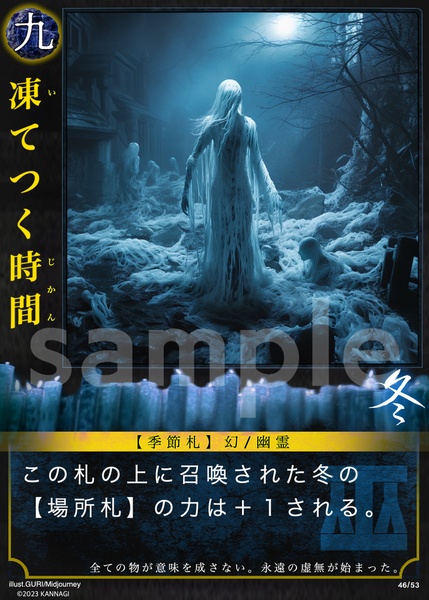 九
凍てつく時間
い
じかん
sample
冬
【季節札】幻/幽霊
この札の上に召喚された冬の
【場所札】の力は＋１される。
巫
全ての物が意味を成さない。永遠の虚無が始まった。
illust.GURI/Midjourney
46/53
©2023 KANNAGI